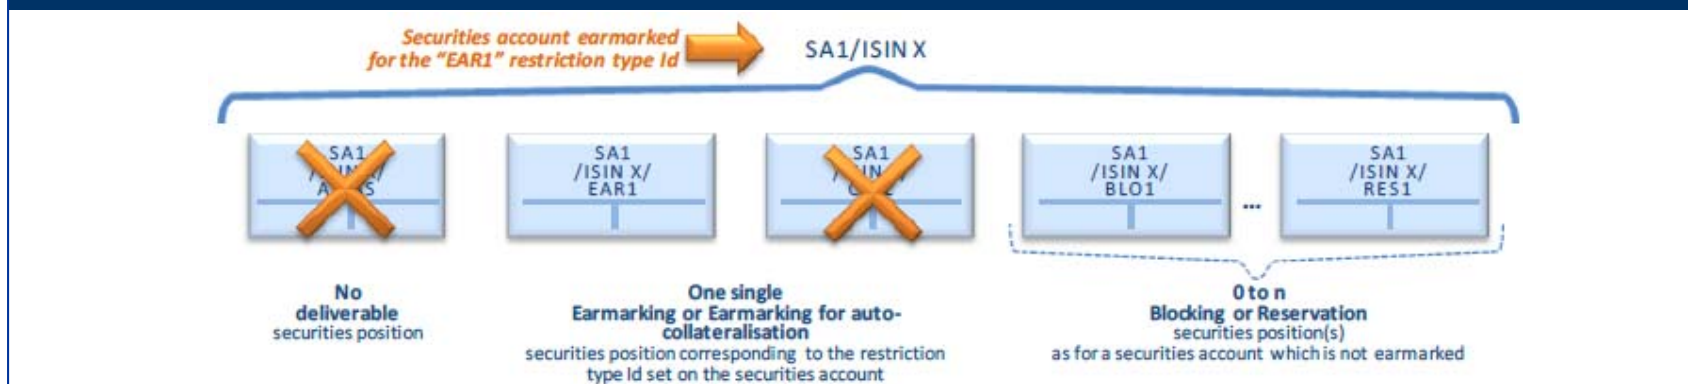 Securities account earmarked
for the "EAR1" restriction type Id
SA1/ISIN X
SA1
SA1
/ISIN X/
EAR1
SA1
SA1
/ISIN X/
BLO1
...
SA1
/ISIN X/
RES1
No
deliverable
securities position
One single
Earmarking or Earmarking for auto-
collateralisation
securities position corresponding to the restriction
type Id set on the securities account
0 to n
Blocking or Reservation
securities position(s)
as for a securities account which is not earmarked